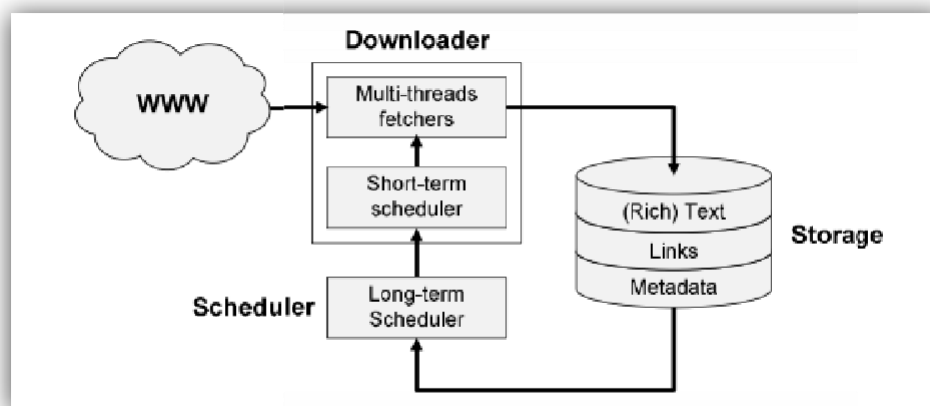 Downloader
WWW
Multi-threads
fetchers
Short-term
scheduler
(Rich) Text
Links
Metadata
Storage
Scheduler
Long-term
Scheduler